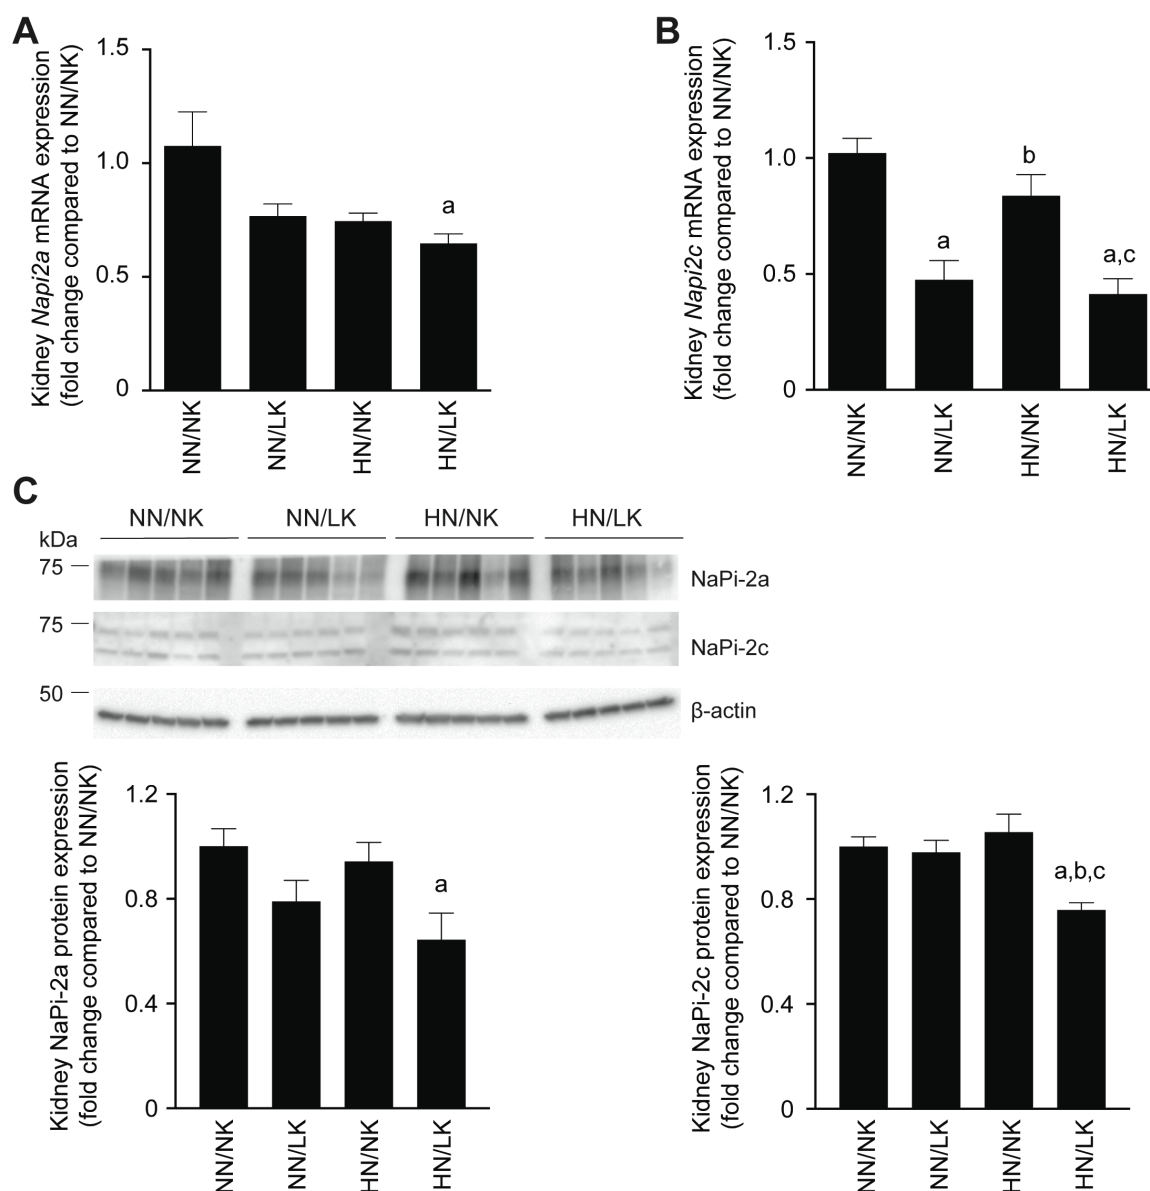 A
Kidney Napi2a mRNA expression
(fold change compared to NN/NK)
1.5
1.0
0.5
0
a
NN/NK
NN/LK
HN/NK
HN/LK
B
Kidney Napi2c mRNA expression
(fold change compared to NN/NK)
1.5
1.0
0.5
0
a
b
a,c
NN/NK
NN/LK
HN/NK
HN/LK
C
NN/NK
NN/LK
HN/NK
HN/LK
kDa
75
NaPi-2a
75
NaPi-2c
50
β-actin
Kidney NaPi-2a protein expression
(fold change compared to NN/NK)
1.2
0.8
0.4
0
a
NN/NK
NN/LK
HN/NK
HN/LK
Kidney NaPi-2c protein expression
(fold change compared to NN/NK)
1.2
0.8
0.4
0
a,b,c
NN/NK
NN/LK
HN/NK
HN/LK